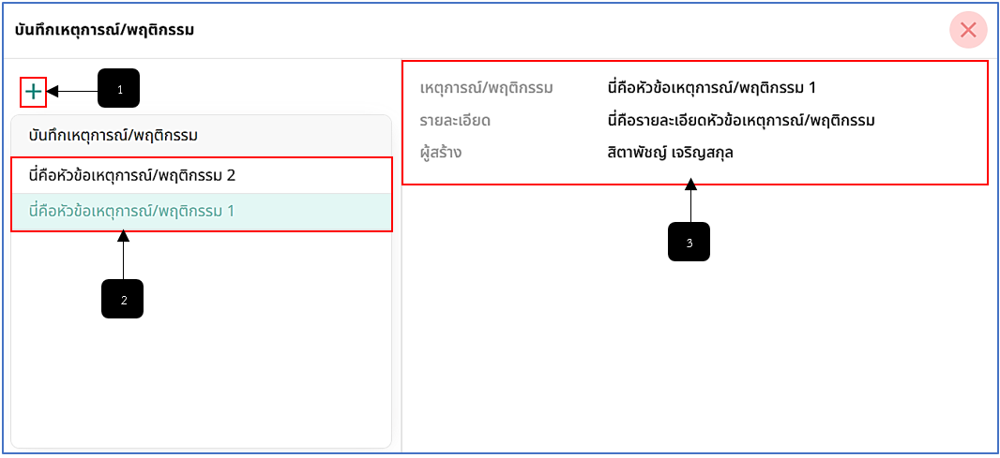 บันทึกเหตุการณ์/พฤติกรรม
1
บันทึกเหตุการณ์/พฤติกรรม
นี่คือหัวข้อเหตุการณ์/พฤติกรรม 2
นี่คือหัวข้อเหตุการณ์/พฤติกรรม 1
2
เหตุการณ์/พฤติกรรม นี่คือหัวข้อเหตุการณ์/พฤติกรรม 1
รายละเอียด นี่คือรายละเอียดหัวข้อเหตุการณ์/พฤติกรรม
ผู้สร้าง สิตาพัชญ์ เจริญสกุล
3